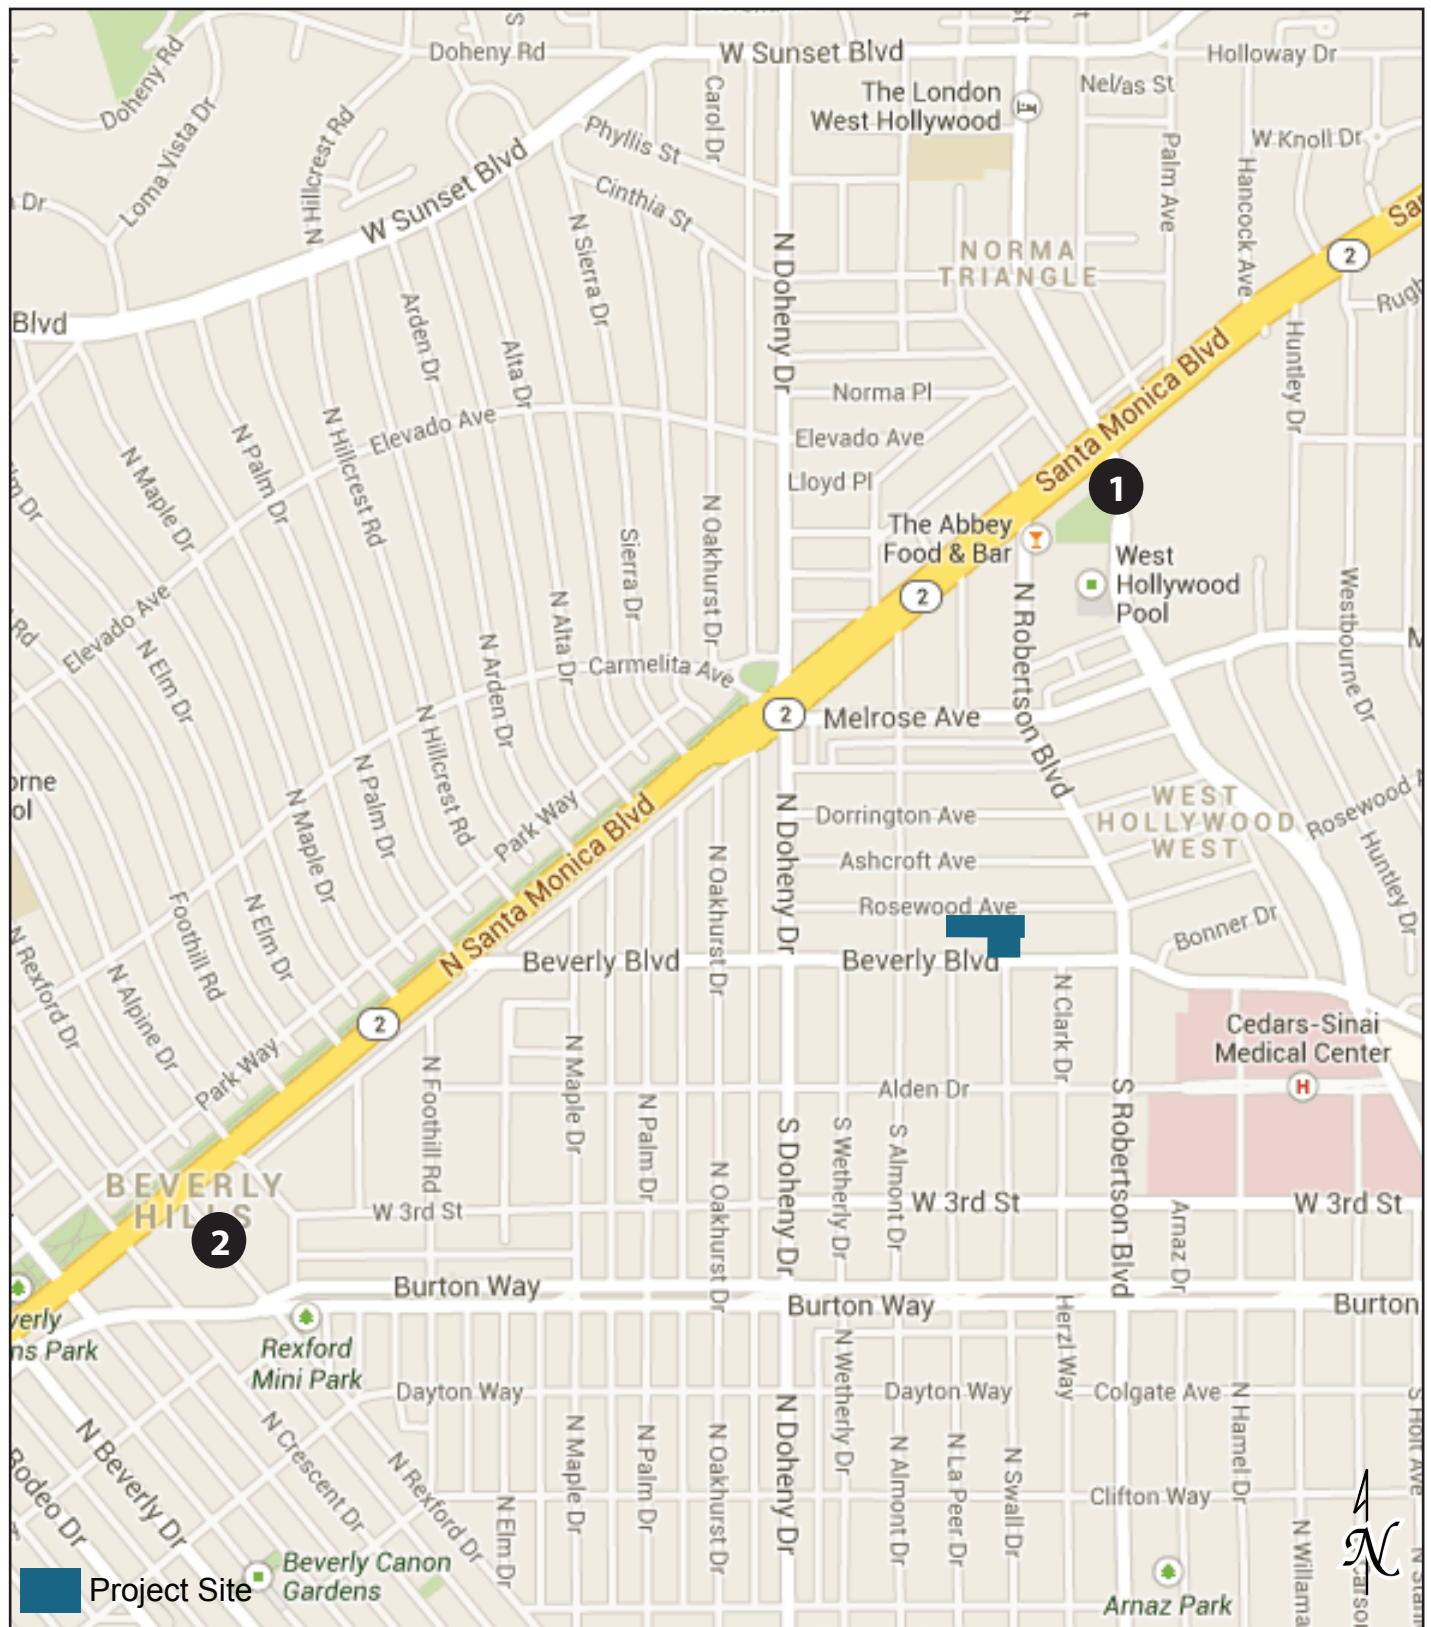 Doheny Rd
W Sunset Blvd
Holloway Dr
Doheny Rd
Loma Vista Dr
N Hillcrest Rd
Carol Dr
The London
West Hollywood
Nel/as St
W Knoll Dr
Phyllis St
Palm Ave
Hancock Ave
Dr
W Sunset Blvd
Cinthia St
N Sierra Dr
N Doheny Dr
NORMA
TRIANGLE
2
Blvd
Arden Dr
Alta Dr
Huntley Dr
Santa Monica Blvd
Norma Pl
N Maple Dr
N Palm Dr
N Hillcrest Rd
Elevado Ave
Elevado Ave
Lloyd Pl
1
N Oakhurst Dr
Sierra Dr
The Abbey
Food & Bar
West
Hollywood
Pool
2
Elevado Ave
N Elm Dr
N Alta Dr
N Arden Dr
Carmelita Ave
N Robertson Blvd
Westbourne Dr
Rd
2
Melrose Ave
N Hillcrest Rd
N Palm Dr
N Maple Dr
Park Way
N Santa Monica Blvd
N Doheny Dr
Dorrington Ave
WEST
HOLLYWOOD
WEST
Rosewood A
Huntley Dr
Ashcroft Ave
N Oakhurst Dr
Rosewood Ave
Foothill Rd
N Elm Dr
N Rexford Dr
N Alpine Dr
Bonner Dr
Beverly Blvd
Beverly Blvd
N Clark Dr
2
Cedars-Sinai
Medical Center
H
Park Way
N Foothill Rd
N Maple Dr
N Palm Dr
Alden Dr
S Doheny Dr
S Wetherly Dr
S Almont Dr
S Robertson Blvd
BEVERLY
HILLS
2
W 3rd St
N Oakhurst Dr
W 3rd St
Arnaz Dr
W 3rd St
Burton Way
Burton Way
Burton
verly
ns Park
Rexford
Mini Park
N Wetherly Dr
Herzl Way
Dayton Way
Dayton Way
Colgate Ave
N Hamel Dr
S Holt Ave
N Beverly Dr
Rodeo Dr
N Crescent Dr
N Rexford Dr
N Elm Dr
N Maple Dr
N Palm Dr
N Oakhurst Dr
N Doheny Dr
N Almont Dr
N La Peer Dr
N Swall Dr
Clifton Way
N Willama
N
Beverly Canon
Gardens
Project Site
Arnaz Park